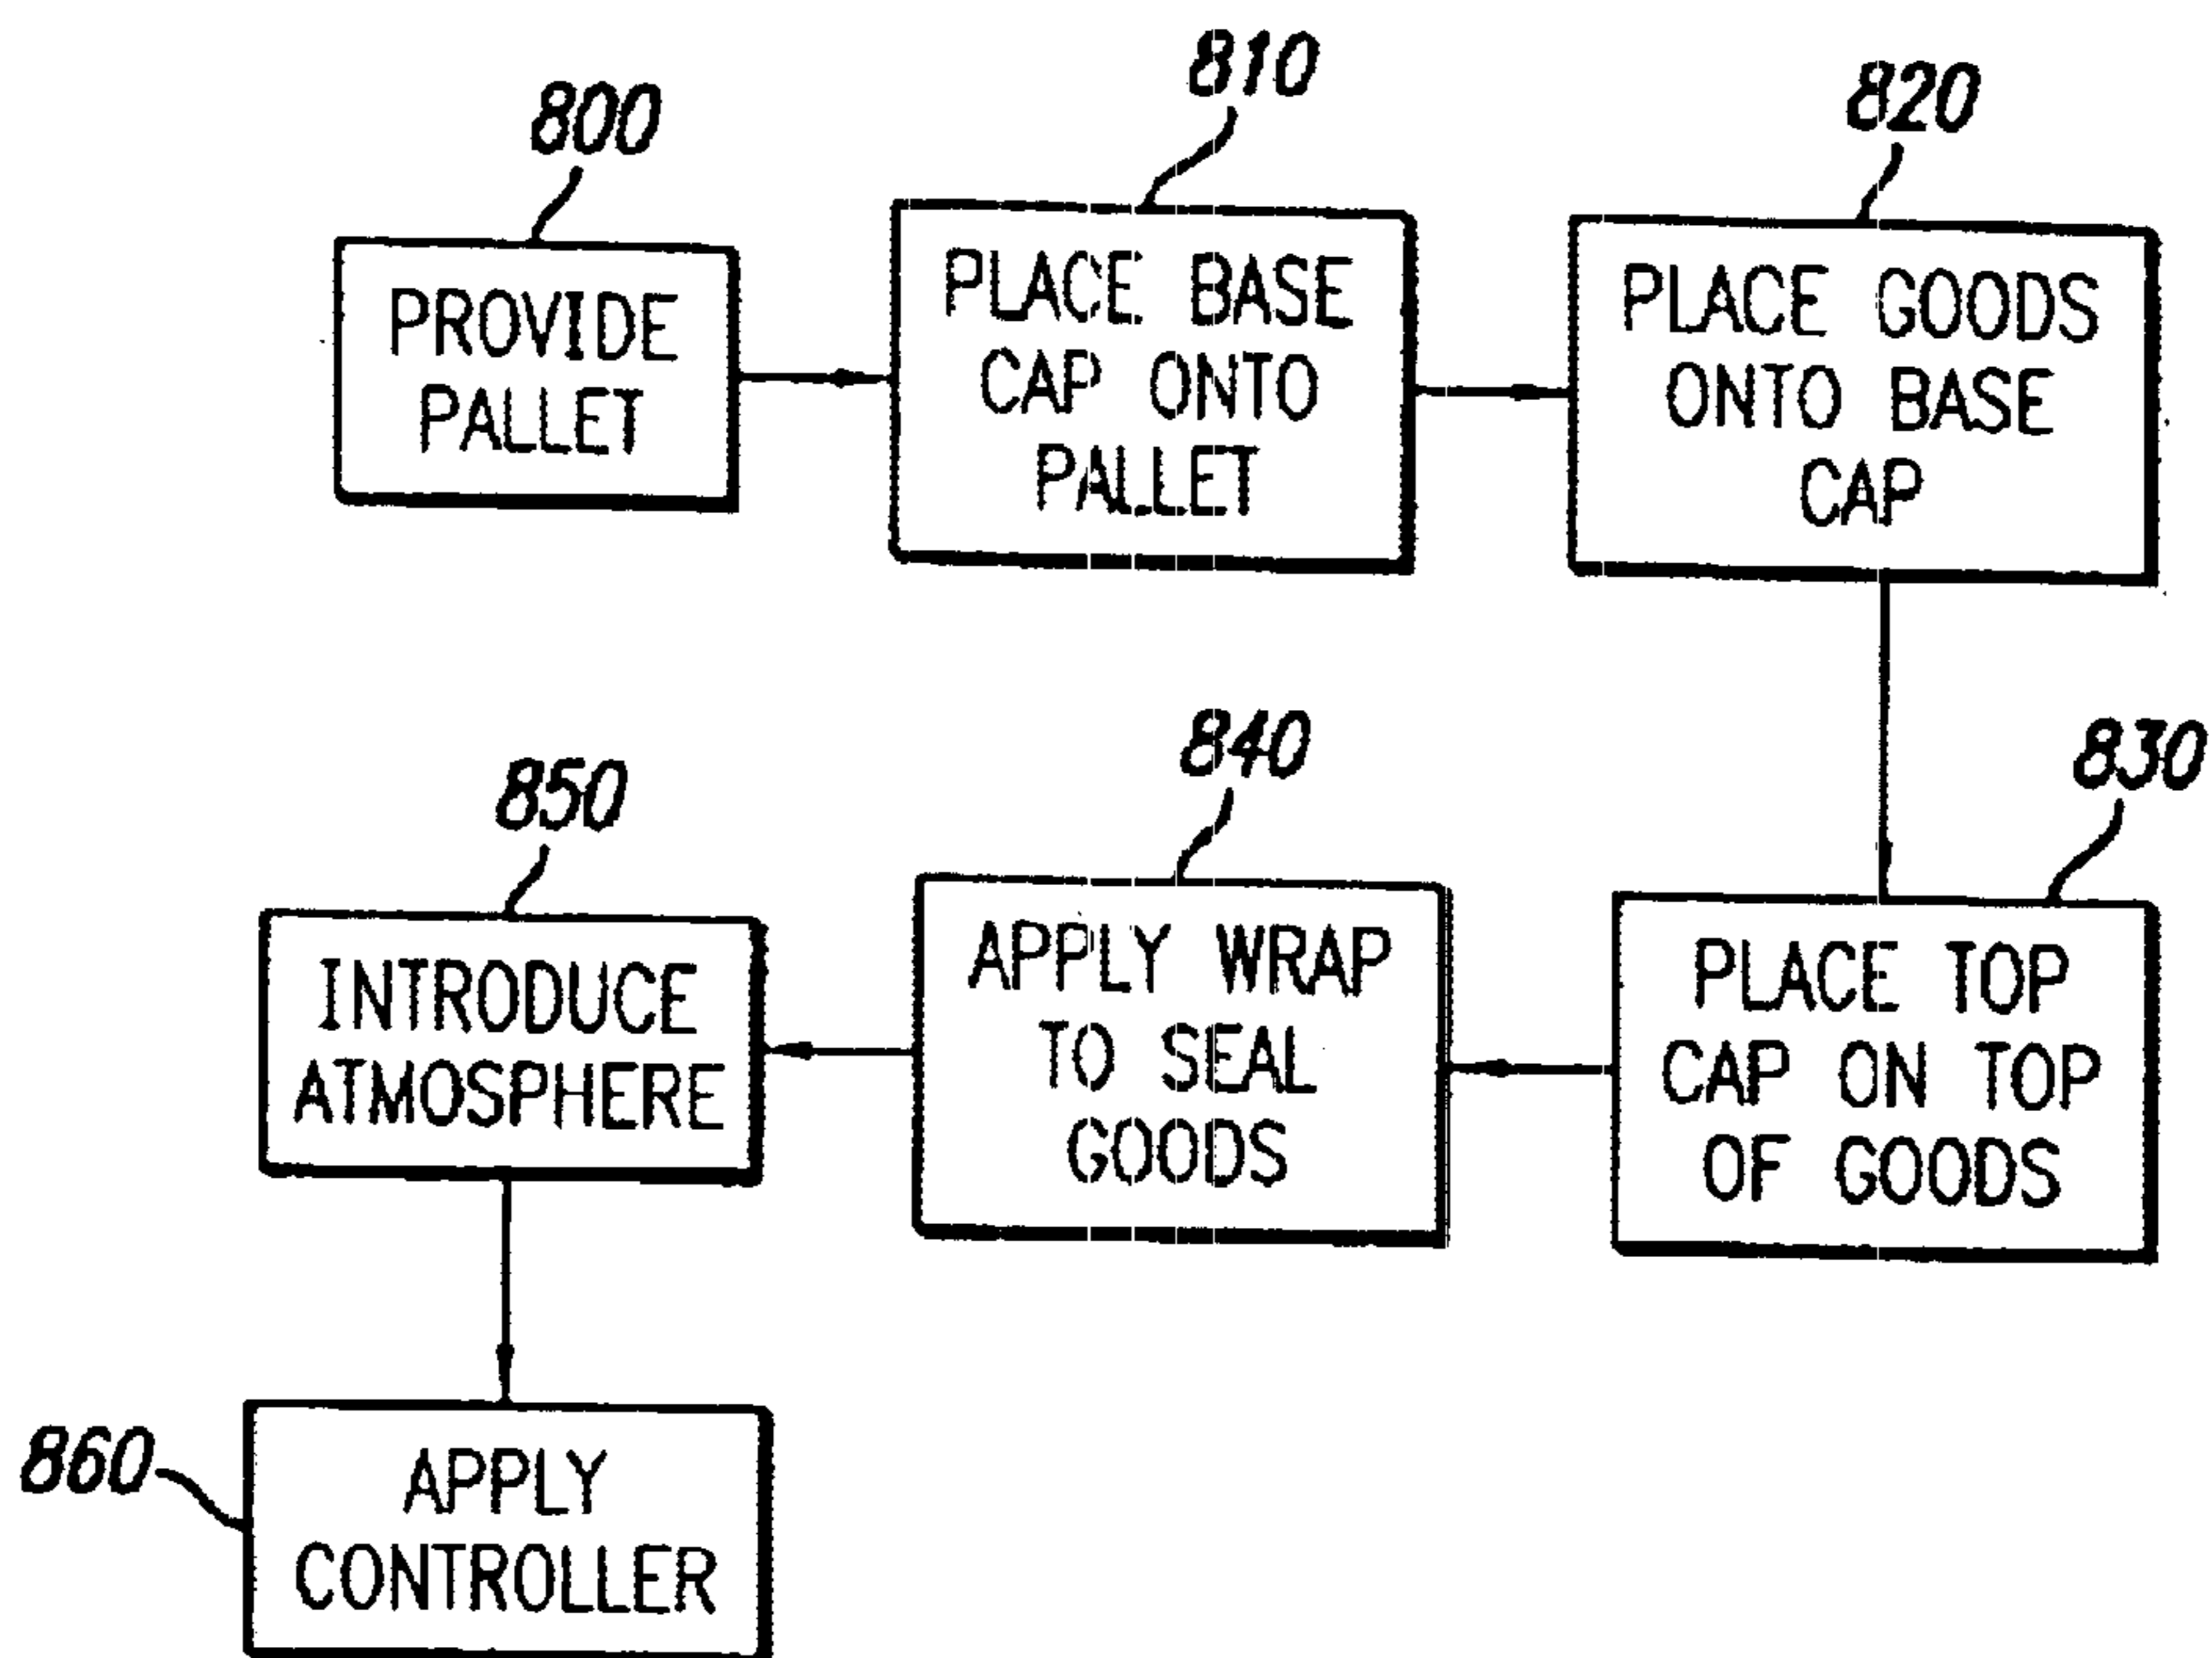 800
PROVIDE
PALLET
810
PLACE BASE
CAP ONTO
PALLET
820
PLACE GOODS
ONTO BASE
CAP
830
PLACE TOP
CAP ON TOP
OF GOODS
840
APPLY WRAP
TO SEAL
GOODS
850
INTRODUCE
ATMOSPHERE
860
APPLY
CONTROLLER